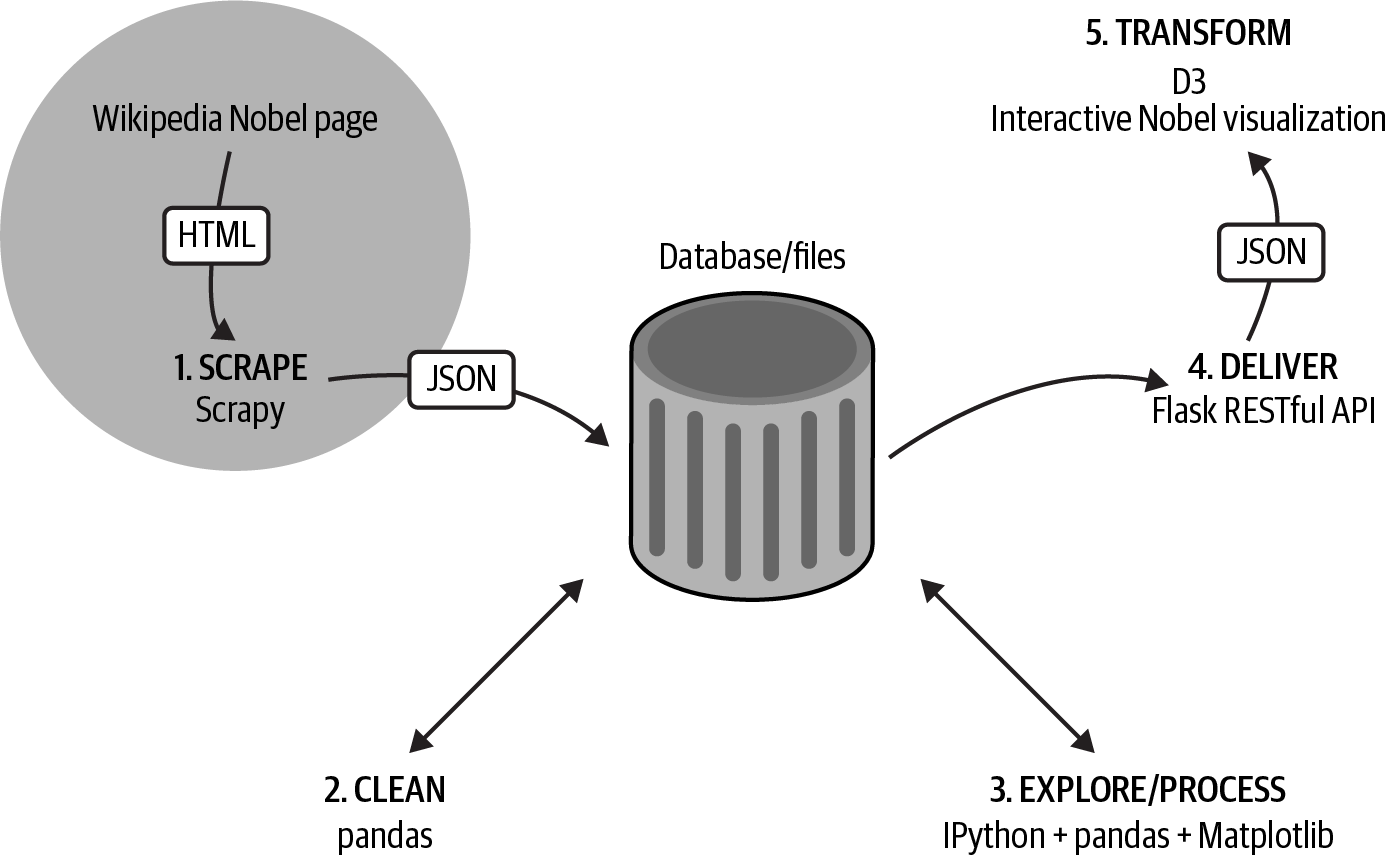 Wikipedia Nobel page
HTML
1. SCRAPE
Scrapy
JSON
Database/files
2. CLEAN
pandas
3. EXPLORE/PROCESS
IPython + pandas + Matplotlib
4. DELIVER
Flask RESTful API
JSON
5. TRANSFORM
D3
Interactive Nobel visualization